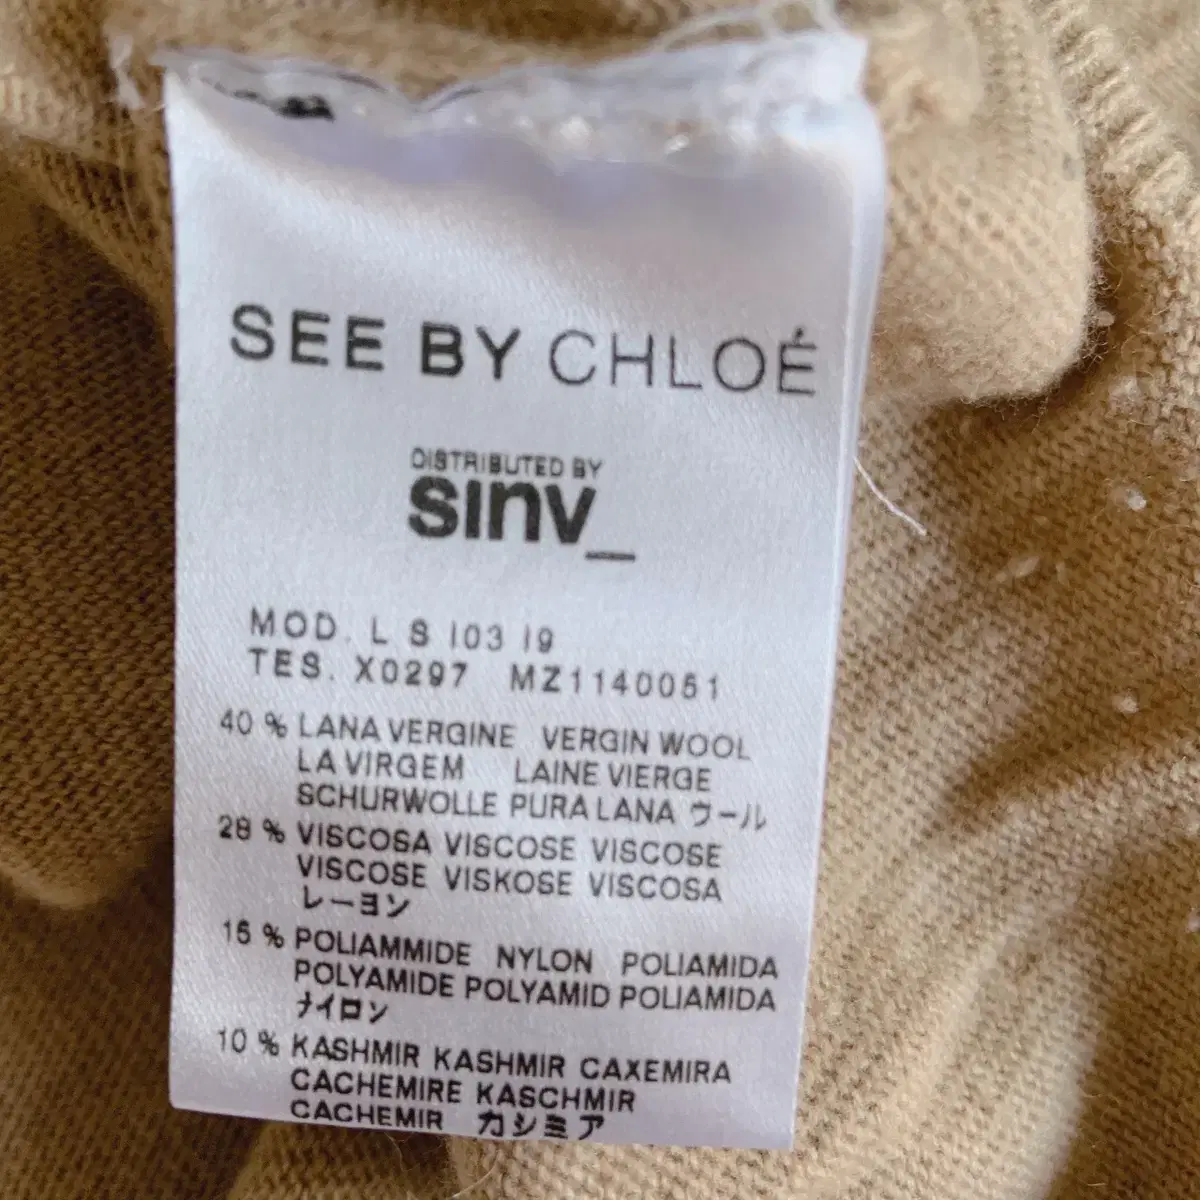 SEE BY CHLOÉ
DISTRIBUTED BY
sinv_
MOD. L S 103 19
TES. X0297 MZ1140051
40 % LANA VERGINE VERGIN WOOL
LA VIRGEM LAINE VIERGE
SCHURWOLLE PURA LANA ウール
28 % VISCOSA VISCOSE VISCOSE
VISCOSE VISKOSE VISCOSA
レーヨン
15 % POLIAMMIDE NYLON POLIAMIDA
POLYAMIDE POLYAMID POLIAMIDA
ナイロン
10 % KASHMIR KASHMIR CAXEMIRA
CACHEMIRE KASCHMIR
CACHEMIR カシミア